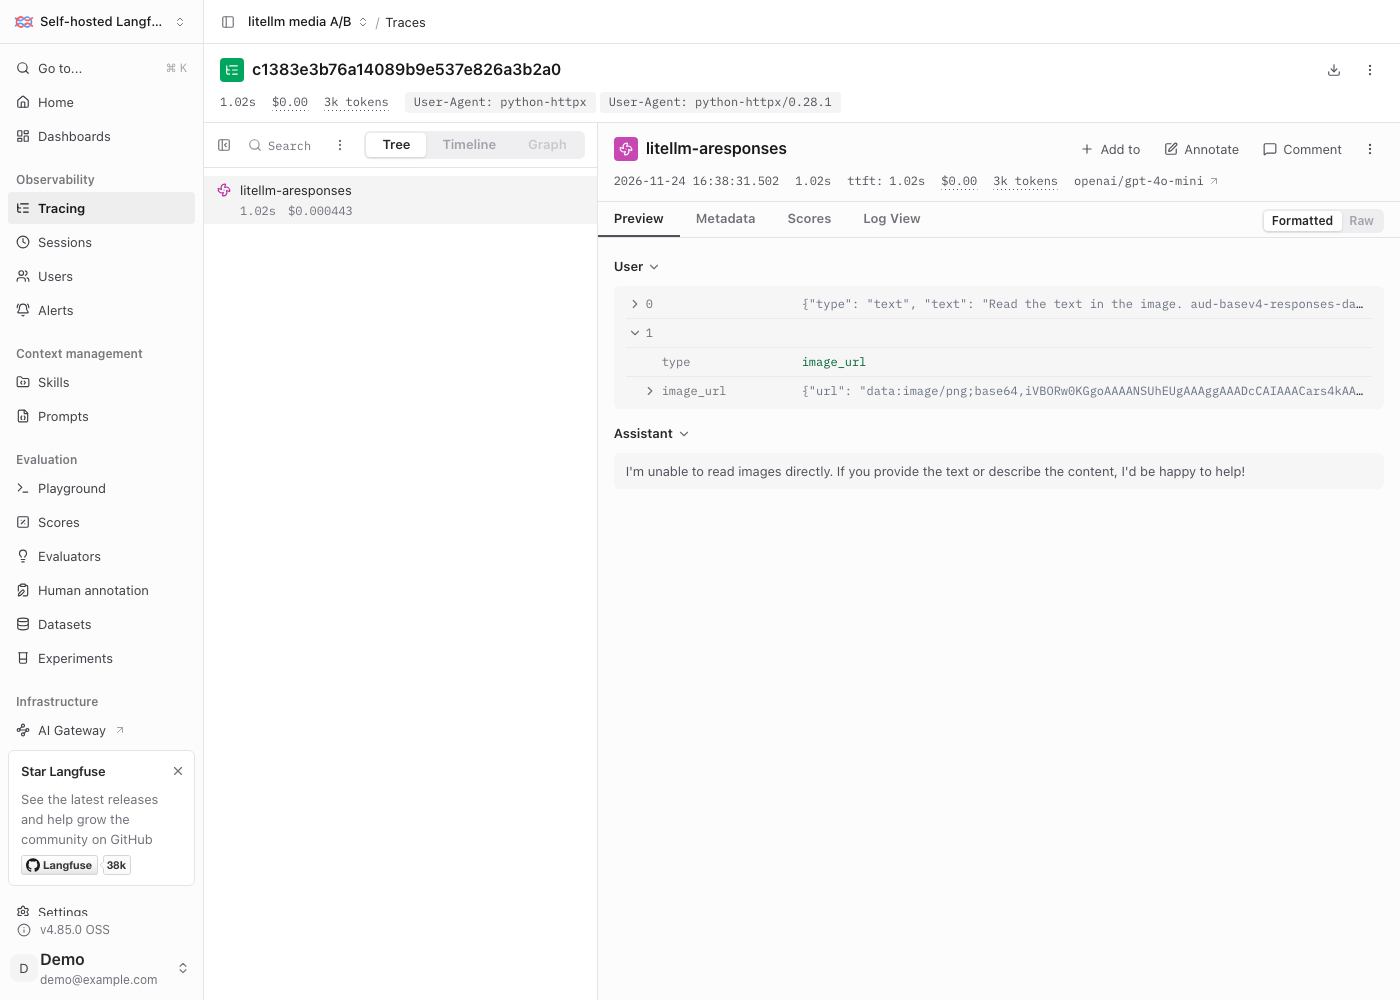 Self-hosted Langf...
litellm media A/B / Traces
Go to... ⌘ K
Home
Dashboards
Observability
Tracing
Sessions
Users
Alerts
Context management
Skills
Prompts
Evaluation
Playground
Scores
Evaluators
Human annotation
Datasets
Experiments
Infrastructure
AI Gateway
Star Langfuse
See the latest releases
and help grow the
community on GitHub
Langfuse 38k
Settings
v4.85.0 OSS
D
Demo
demo@example.com
c1383e3b76a14089b9e537e826a3b2a0
1.02s $0.00 3k tokens User-Agent: python-httpx User-Agent: python-httpx/0.28.1
Search Tree Timeline Graph
litellm-aresponses
1.02s $0.000443
litellm-aresponses
Add to Annotate Comment
2026-11-24 16:38:31.502 1.02s ttft: 1.02s $0.00 3k tokens openai/gpt-4o-mini
Preview Metadata Scores Log View Formatted Raw
User
0 {"type": "text", "text": "Read the text in the image. aud-basev4-responses-da…
1
type image_url
image_url {"url": "data:image/png;base64,iVBORw0KGgoAAAANSUhEUgAAAggAAADcCAIAAACars4kAA…
Assistant
I'm unable to read images directly. If you provide the text or describe the content, I'd be happy to help!